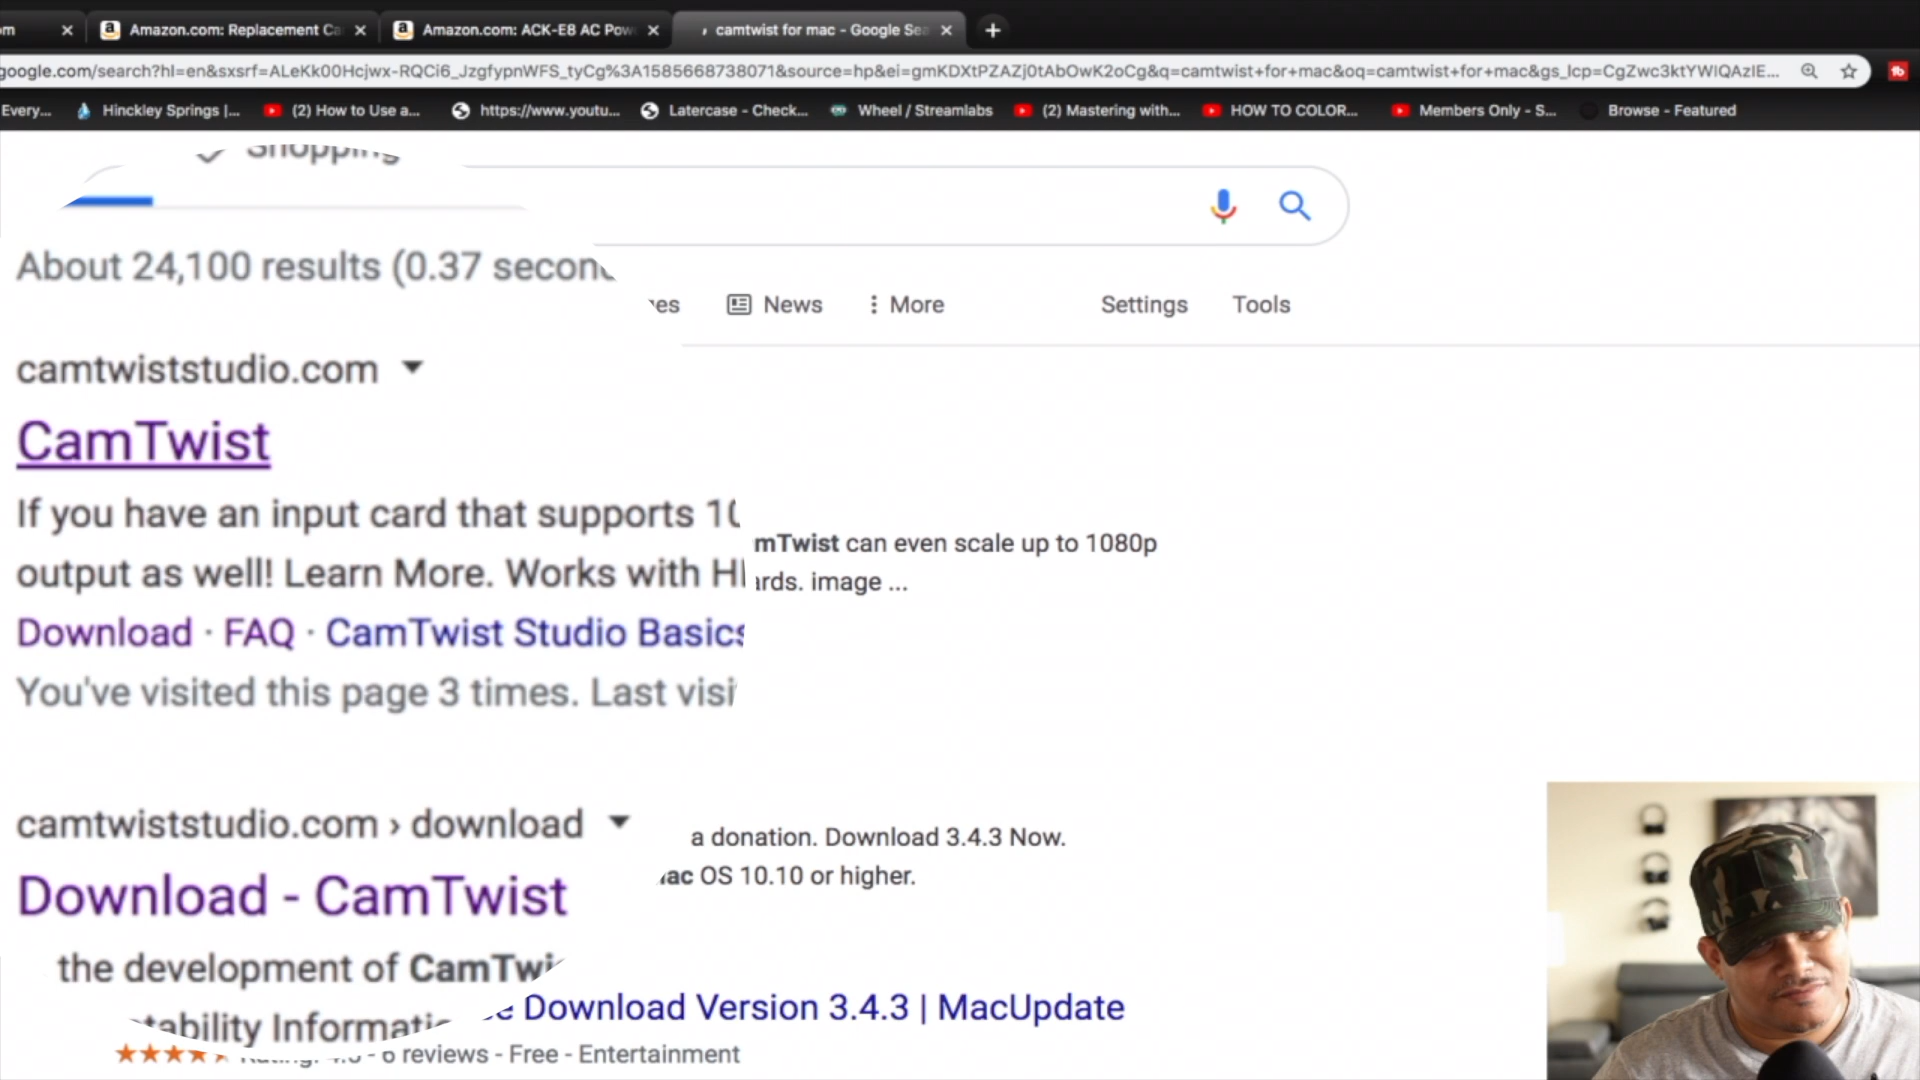 om
Amazon.com: Replacement Ca
Amazon.com: ACK-E8 AC Pow
camtwist for mac - Google Sea
google.com/search?hl=en&sxsrf=ALeKk00Hcjwx-RQCi6_JzgfypnWFS_tyCg%3A1585668738071&source=hp&ei=gmKDXtPZAZj0tAbOwK2oCg&q=camtwist+for+mac&oq=camtwist+for+mac&gs_lcp=CgZwc3ktYWIQAzIE...
Every...
Hinckley Springs |...
(2) How to Use a...
https://www.youtu...
Latercase - Check...
Wheel / Streamlabs
(2) Mastering with...
HOW TO COLOR...
Members Only - S...
Browse - Featured
Shopping
About 24,100 results (0.37 second
es
News
More
Settings
Tools
camtwiststudio.com
CamTwist
If you have an input card that supports 10
mTwist can even scale up to 1080p
output as well! Learn More. Works with H
ards. image ...
Download · FAQ · CamTwist Studio Basics
You've visited this page 3 times. Last visi
camtwiststudio.com › download
a donation. Download 3.4.3 Now.
Download - CamTwist
ac OS 10.10 or higher.
the development of CamTwi
e Download Version 3.4.3 | MacUpdate
tability Informatio
6 reviews - Free - Entertainment